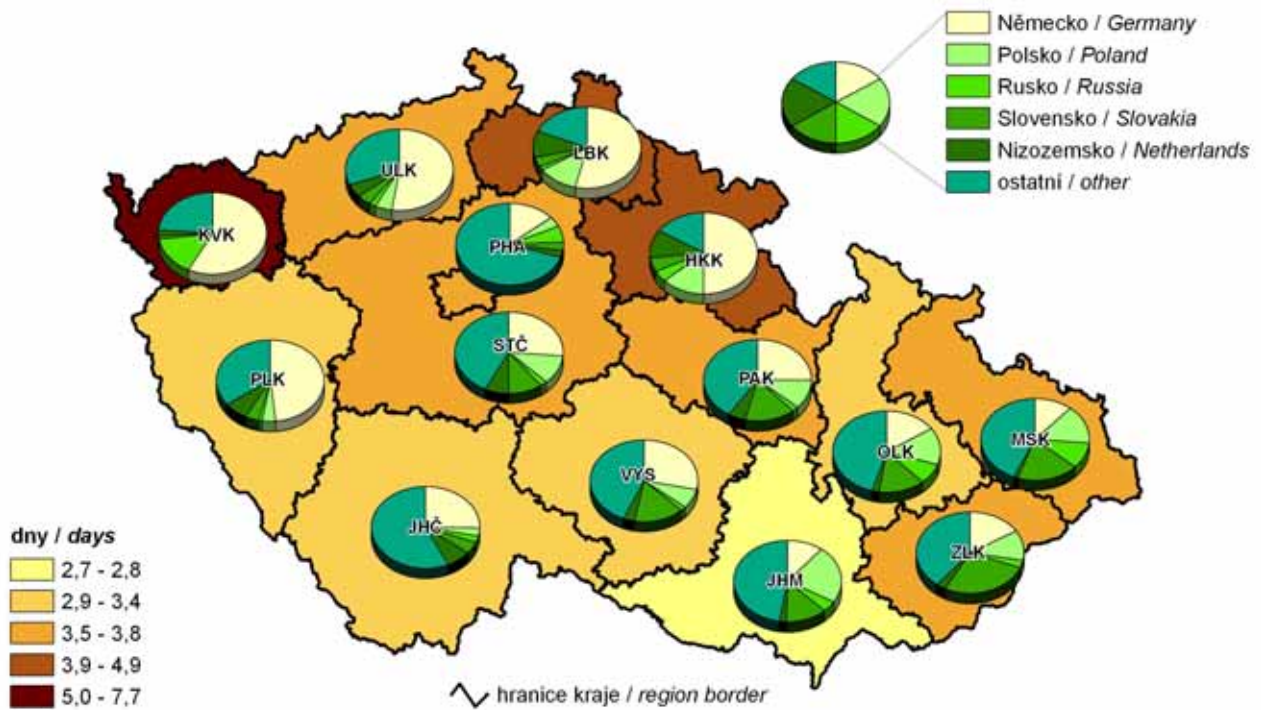 Německo / Germany
Polsko / Poland
Rusko / Russia
Slovensko / Slovakia
Nizozemsko / Netherlands
ostatní / other
LBK
ULK
KVK
PHA
HKK
STČ
PLK
PAK
OLK
MSK
VYS
JHČ
ZLK
JHM
dny / days
2,7 - 2,8
2,9 - 3,4
3,5 - 3,8
3,9 - 4,9
5,0 - 7,7
hranice kraje / region border